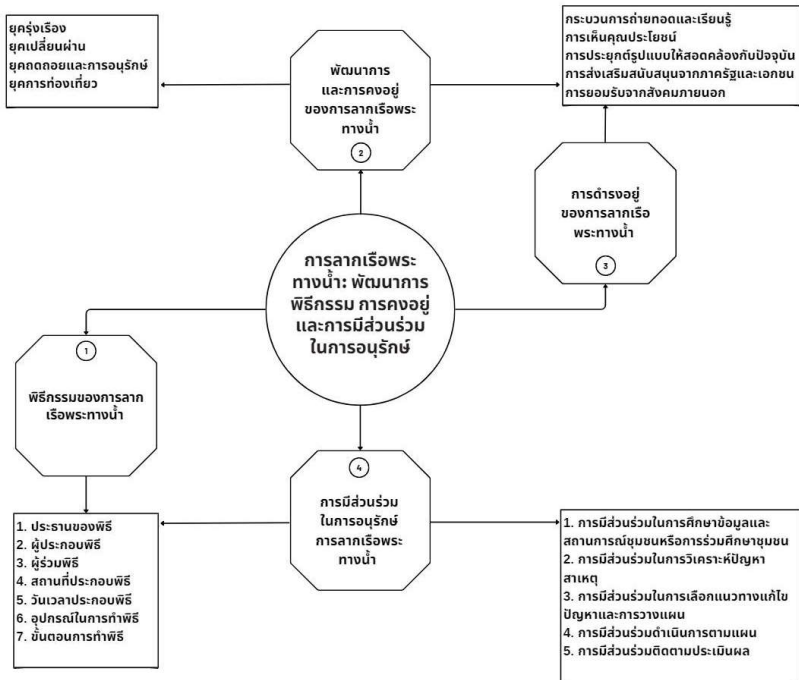 ยุครุ่งเรือง
ยุคเปลี่ยนผ่าน
ยุคถดถอยและการอนุรักษ์
ยุคการท่องเที่ยว
พัฒนาการ
และการคงอยู่
ของการลากเรือพระ
ทางน้ำ
2
กระบวนการถ่ายทอดและเรียนรู้
การเห็นคุณประโยชน์
การประยุกต์รูปแบบให้สอดคล้องกับปัจจุบัน
การส่งเสริมสนับสนุนจากภาครัฐและเอกชน
การยอมรับจากสังคมภายนอก
การดำรงอยู่
ของการลากเรือ
พระทางน้ำ
3
การลากเรือพระ
ทางน้ำ: พัฒนาการ
พิธีกรรม การคงอยู่
และการมีส่วนร่วม
ในการอนุรักษ์
1
พิธีกรรมของการลาก
เรือพระทางน้ำ
4
การมีส่วนร่วม
ในการอนุรักษ์
การลากเรือพระ
ทางน้ำ
1. ประธานของพิธี
2. ผู้ประกอบพิธี
3. ผู้ร่วมพิธี
4. สถานที่ประกอบพิธี
5. วันเวลาประกอบพิธี
6. อุปกรณ์ในการทำพิธี
7. ขั้นตอนการทำพิธี
1. การมีส่วนร่วมในการศึกษาข้อมูลและ
สถานการณ์ชุมชนหรือการร่วมศึกษาชุมชน
2. การมีส่วนร่วมในการวิเคราะห์ปัญหา
สาเหตุ
3. การมีส่วนร่วมในการเลือกแนวทางแก้ไข
ปัญหาและการวางแผน
4. การมีส่วนร่วมดำเนินการตามแผน
5. การมีส่วนร่วมติดตามประเมินผล